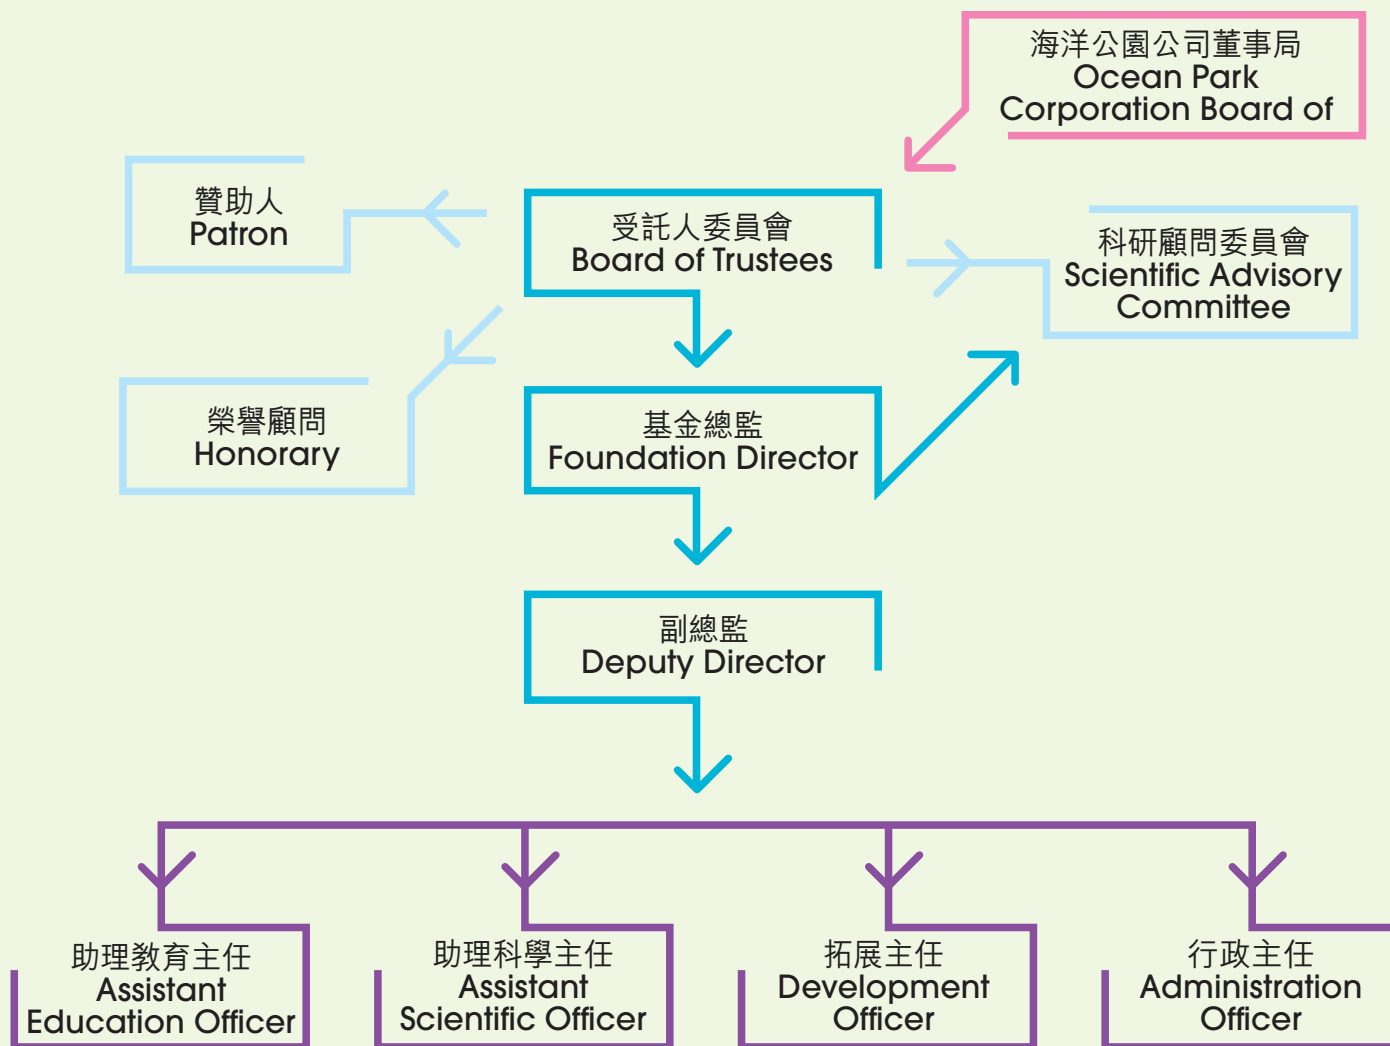 海洋公園公司董事局
Ocean Park
Corporation Board of
贊助人
Patron
受託人委員會
Board of Trustees
科研顧問委員會
Scientific Advisory
Committee
榮譽顧問
Honorary
基金總監
Foundation Director
副總監
Deputy Director
助理教育主任
Assistant
Education Officer
助理科學主任
Assistant
Scientific Officer
拓展主任
Development
Officer
行政主任
Administration
Officer